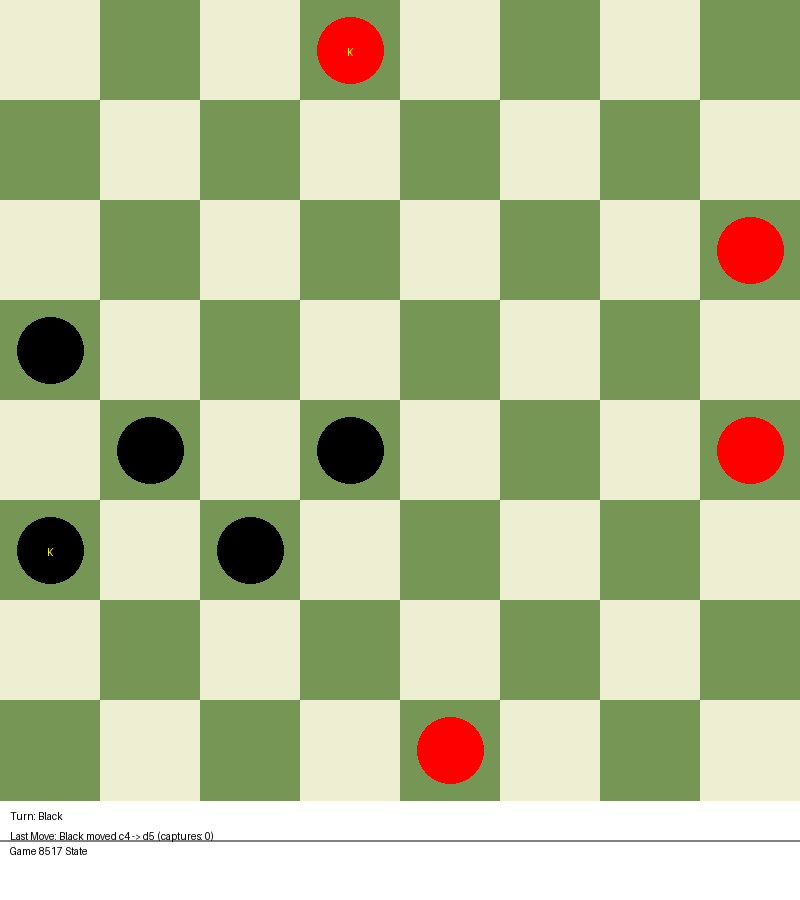 K
K
Turn: Black
Last Move: Black moved c4 -> d5 (captures: 0)
Game 8517 State